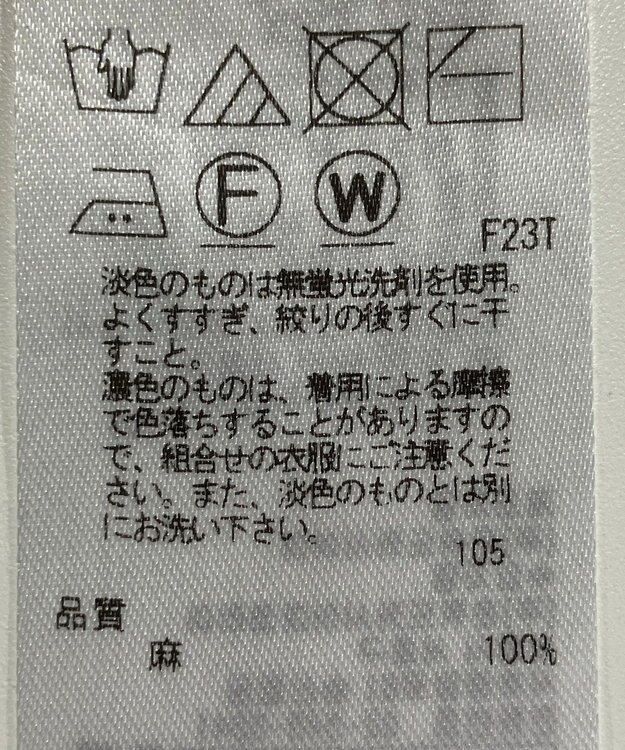 F W F23T
淡色のものは無蛍光洗剤を使用。
よくすすぎ、絞りの後すぐに干
すこと。
濃色のものは、着用による摩擦
で色落ちすることがありますの
で、組合せの衣服にご注意くだ
さい。また、淡色のものとは別
にお洗い下さい。
105
品質
麻 100%